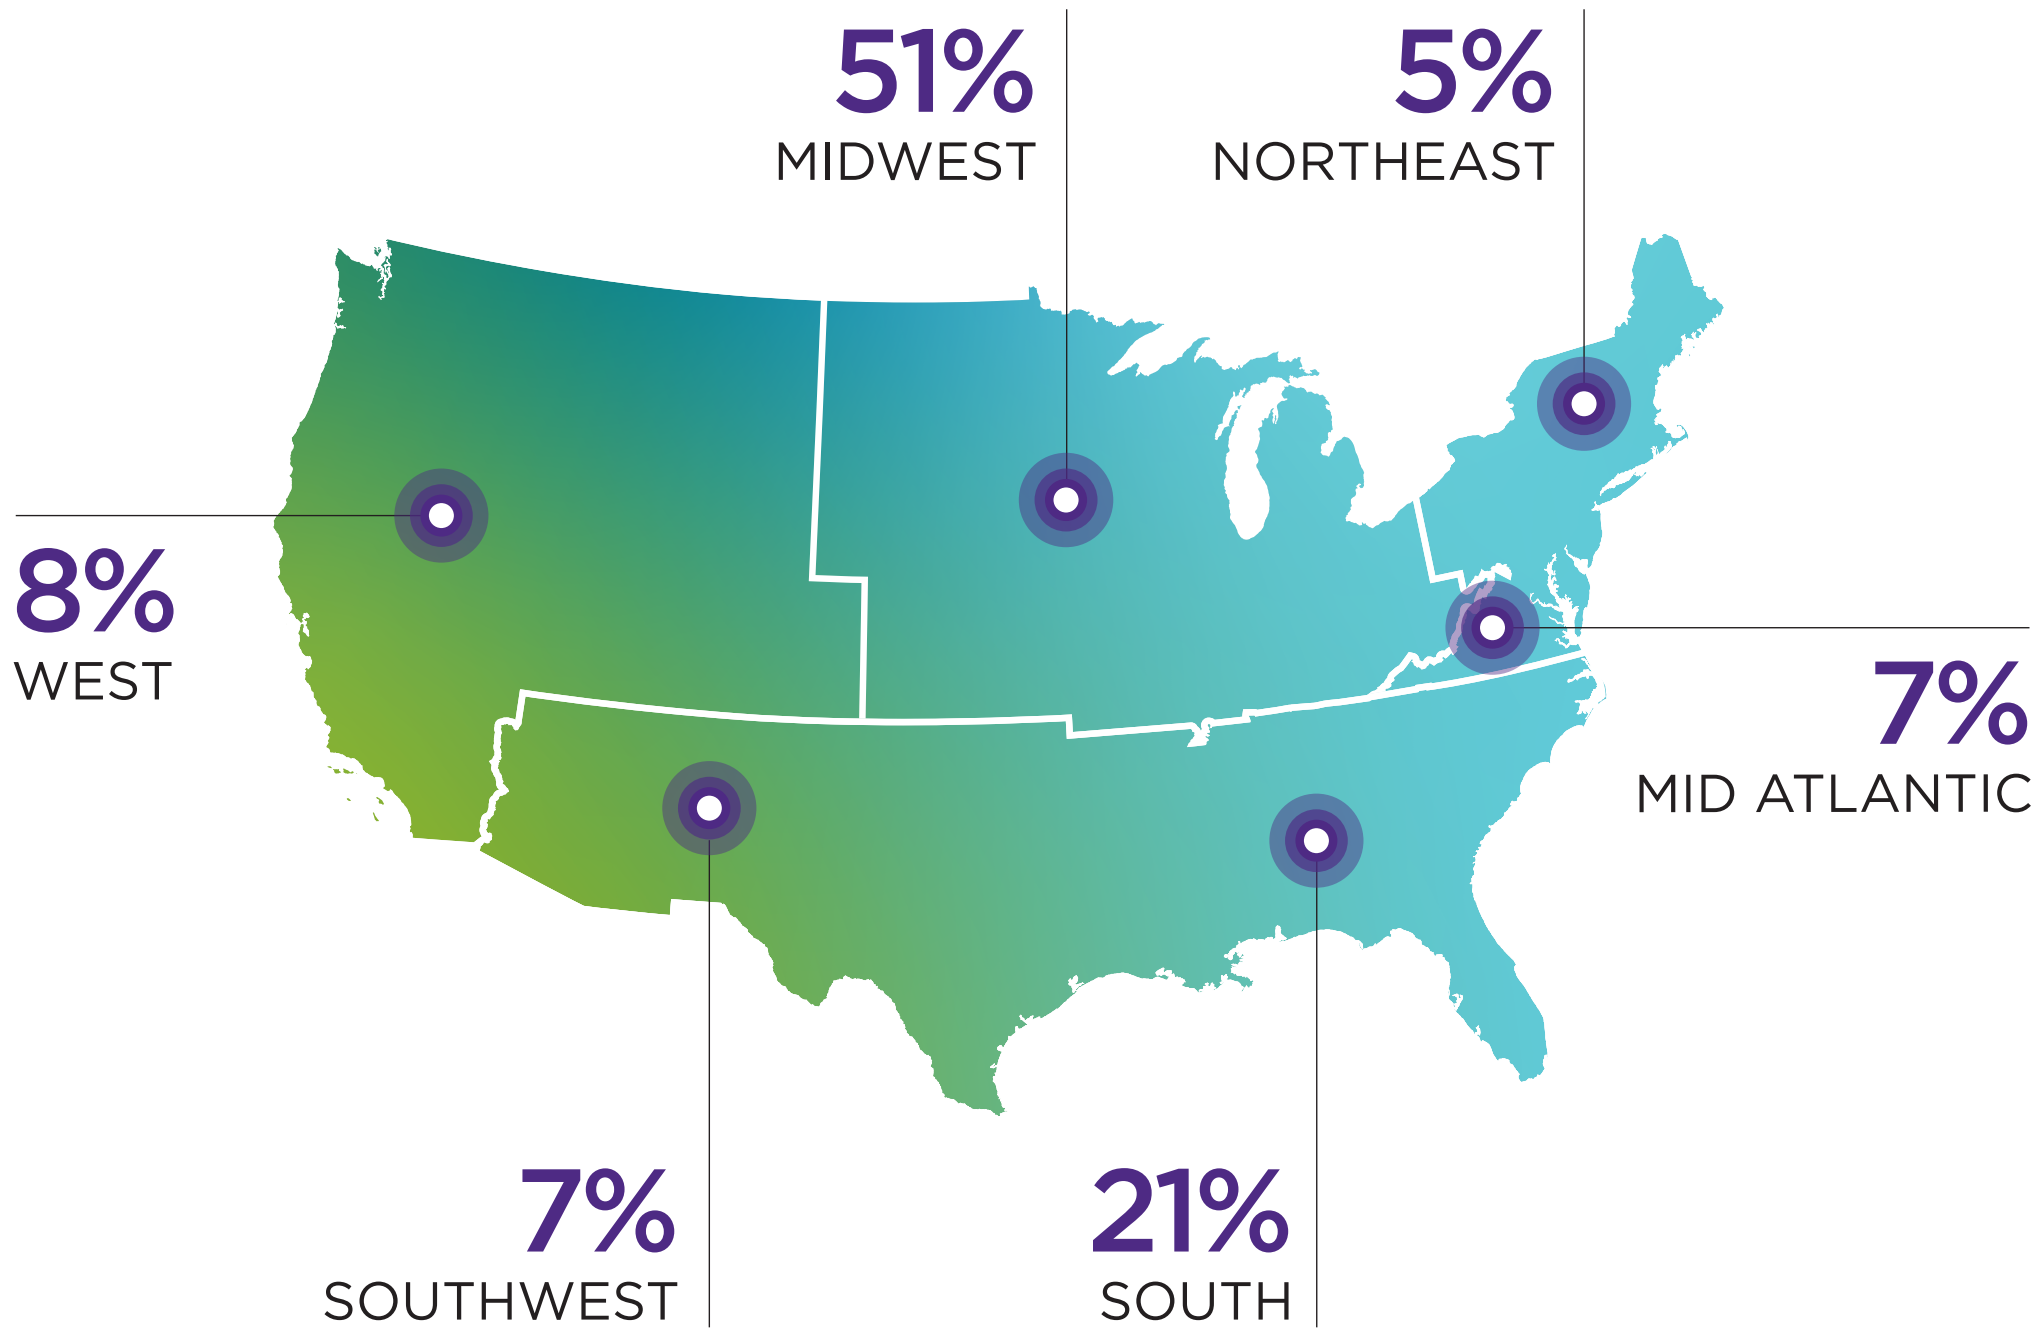 51%
MIDWEST
5%
NORTHEAST
8%
WEST
7%
MID ATLANTIC
7%
SOUTHWEST
21%
SOUTH